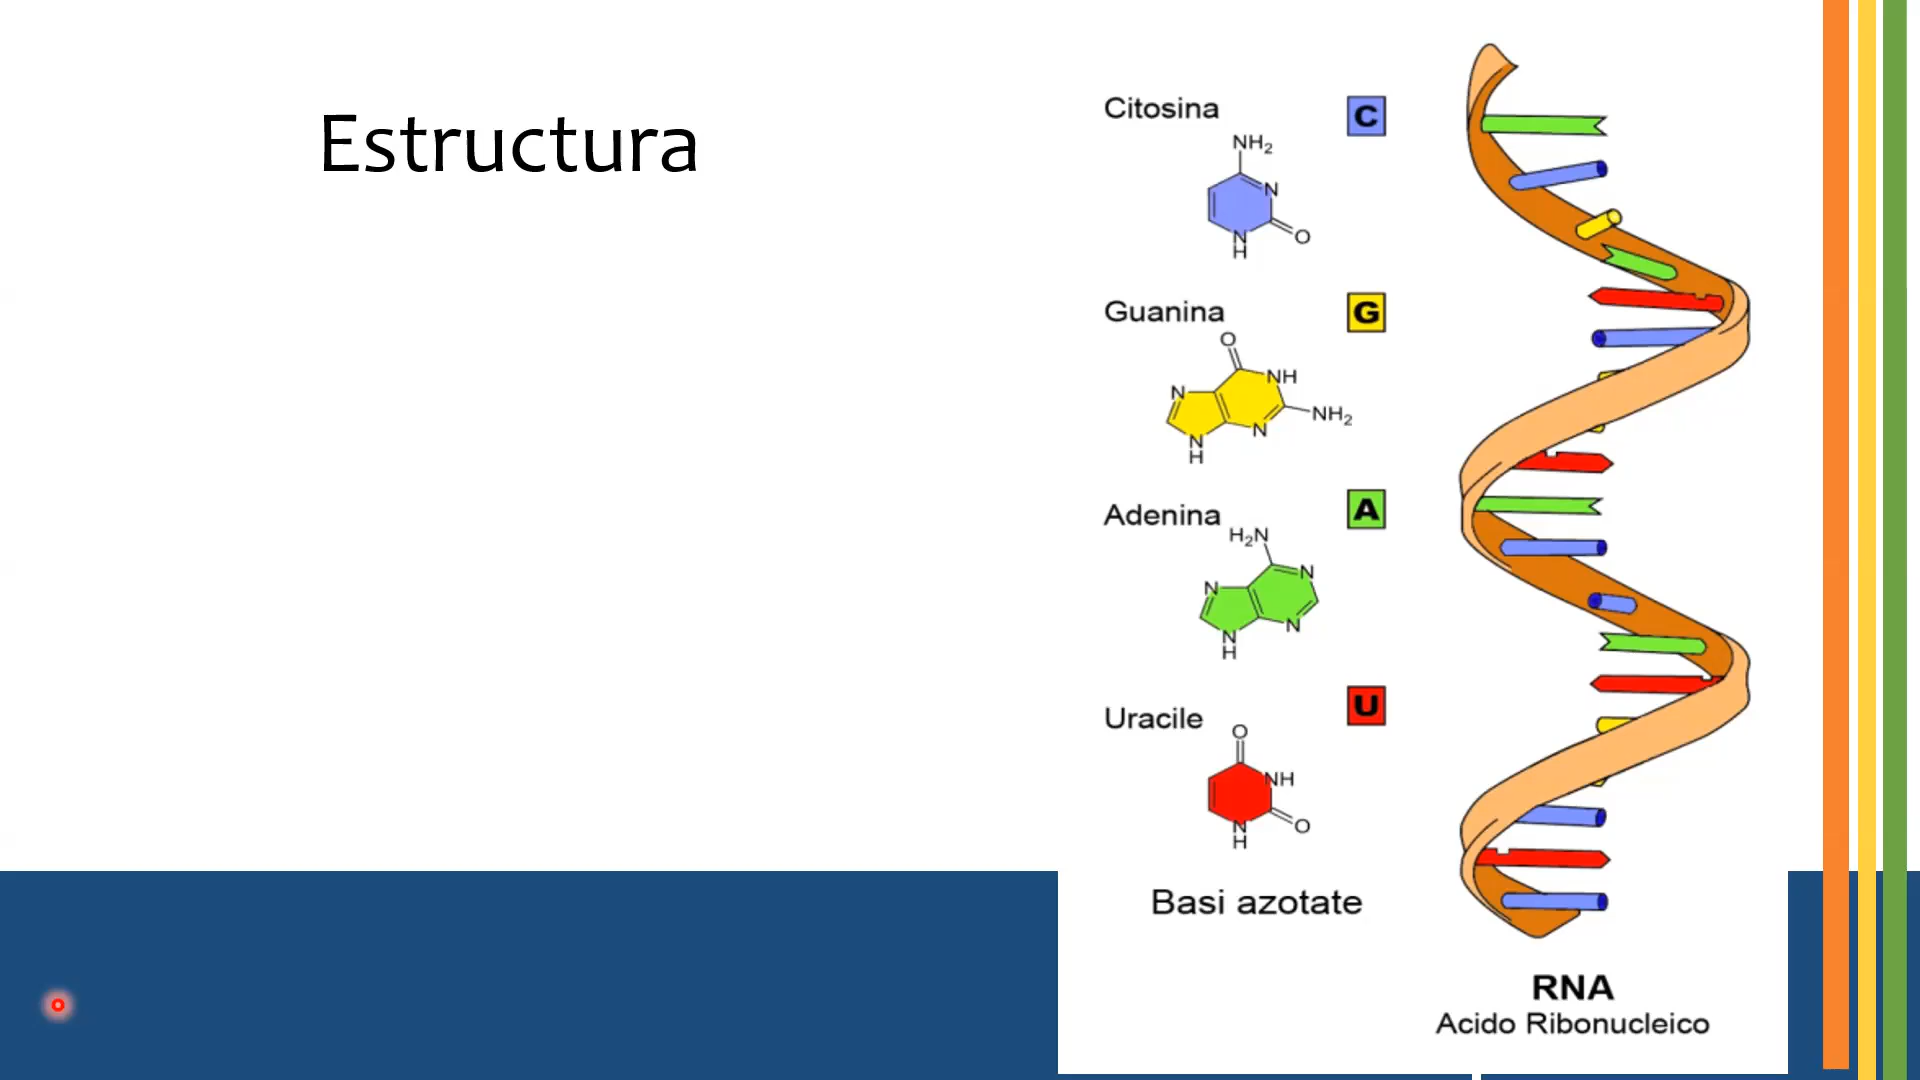 Estructura
Citosina
C
NH2
N
O
N
H
Guanina
G
O
NH
N
NH2
N
N
H
Adenina
A
H2N
N
N
N
N
H
Uracile
U
O
NH
O
N
H
Basi azotate
RNA
Acido Ribonucleico